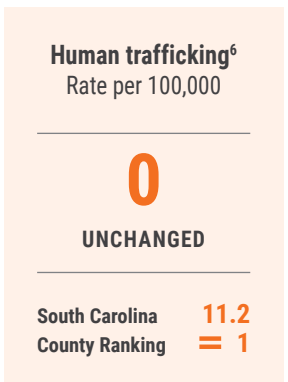 Human trafficking⁶
Rate per 100,000
0
UNCHANGED
South Carolina 11.2
County Ranking = 1